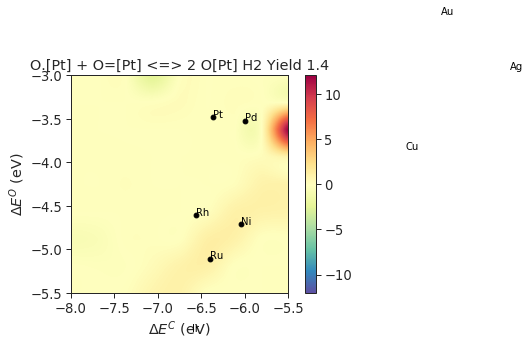 Au
Ag
Cu
O.[Pt] + O=[Pt] <=> 2 O[Pt] H2 Yield 1.4
−3.0
−3.5
−4.0
−4.5
−5.0
−5.5
ΔE^O (eV)
Pt
Pd
Rh
Ni
Ru
Ir
−8.0 −7.5 −7.0 −6.5 −6.0 −5.5
ΔE^C (eV)
10
5
0
−5
−10